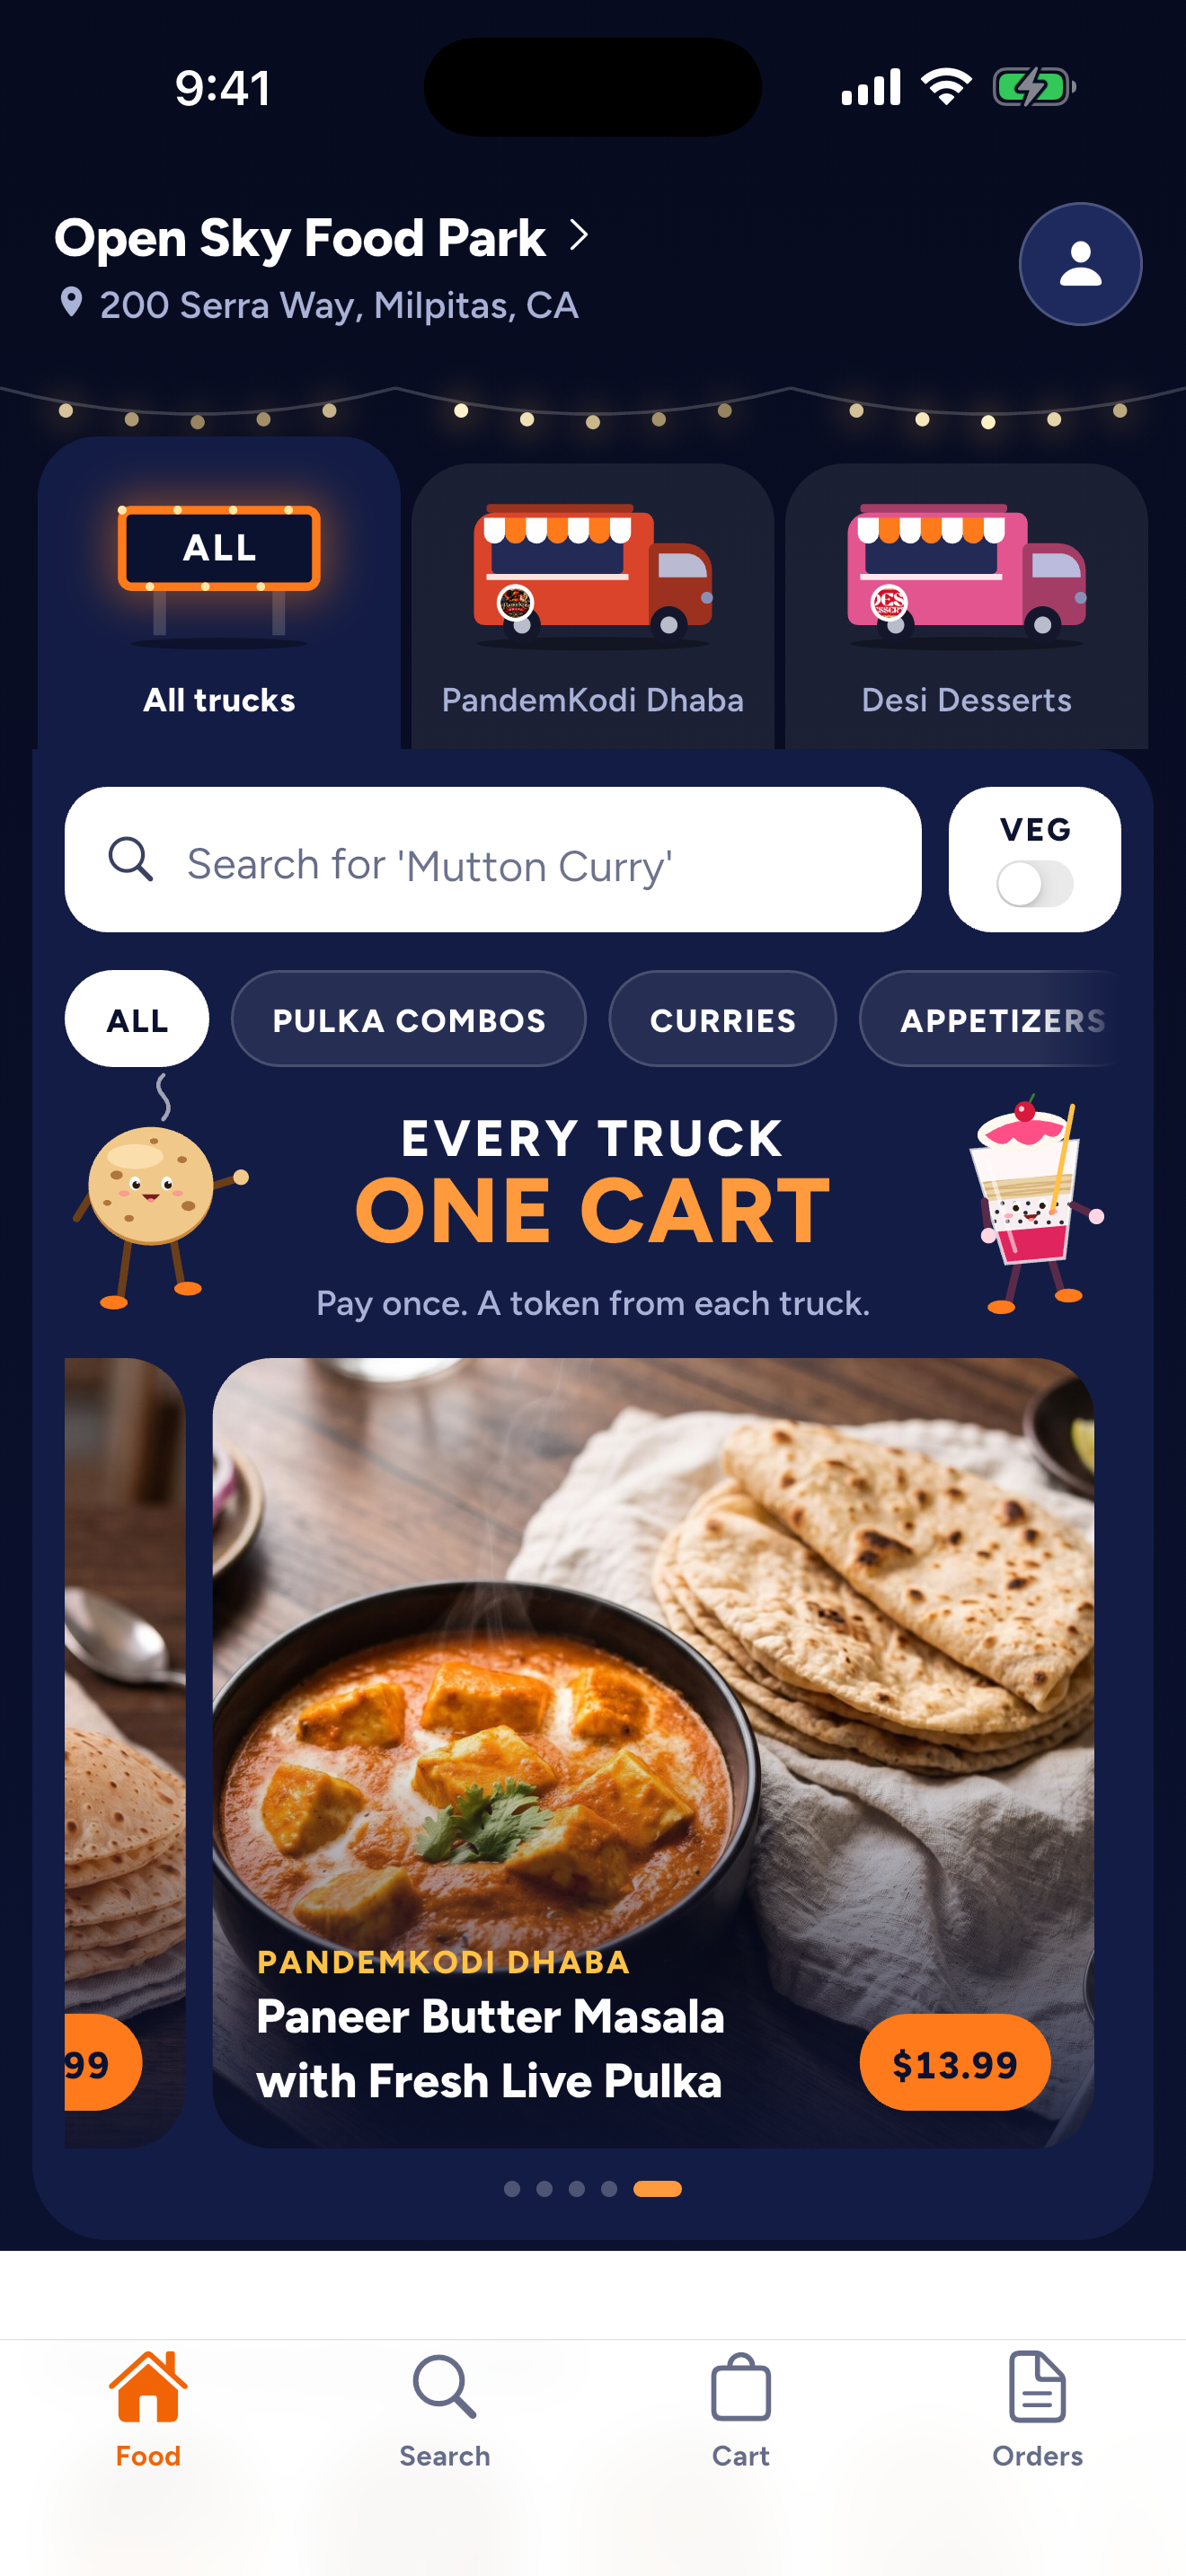 9:41
Open Sky Food Park
200 Serra Way, Milpitas, CA
ALL
All trucks
PandemKodi Dhaba
Desi Desserts
Search for 'Mutton Curry'
VEG
ALL
PULKA COMBOS
CURRIES
APPETIZERS
EVERY TRUCK
ONE CART
Pay once. A token from each truck.
PANDEMKODI DHABA
Paneer Butter Masala
with Fresh Live Pulka
99
$13.99
Food
Search
Cart
Orders